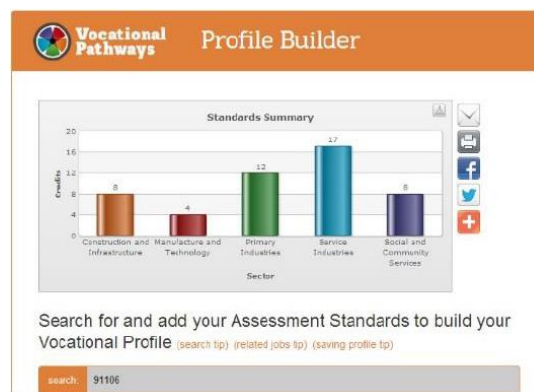 Vocational
Pathways
Profile Builder
Standards Summary
20
16
12
8
4
0
Credits
8
4
12
17
8
Construction and
Infrastructure
Manufacture and
Technology
Primary
Industries
Service
Industries
Social and
Community
Services
Sector
Search for and add your Assessment Standards to build your
Vocational Profile (search tip) (related jobs tip) (saving profile tip)
search: 91106